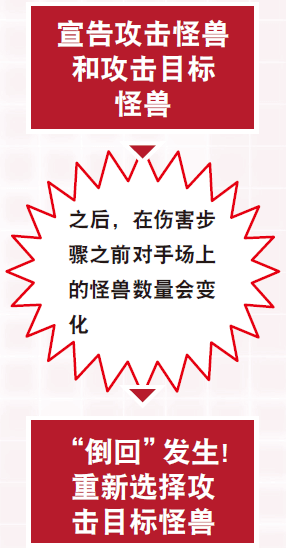 宣告攻击怪兽
和攻击目标
怪兽
之后，在伤害步
骤之前对手场上
的怪兽数量会变
化
“倒回”发生!
重新选择攻
击目标怪兽